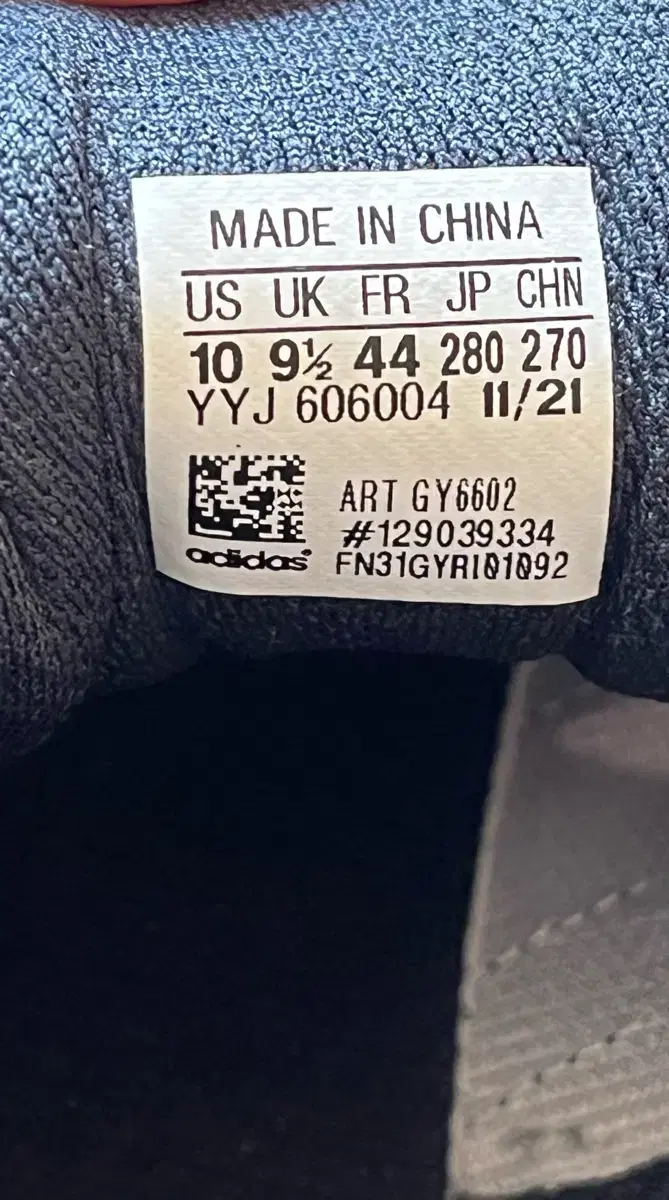 MADE IN CHINA
US UK FR JP CHN
10 9½ 44 280 270
YYJ 606004 11/21
ART GY6602
#129039334
adidas FN31GYRI01092